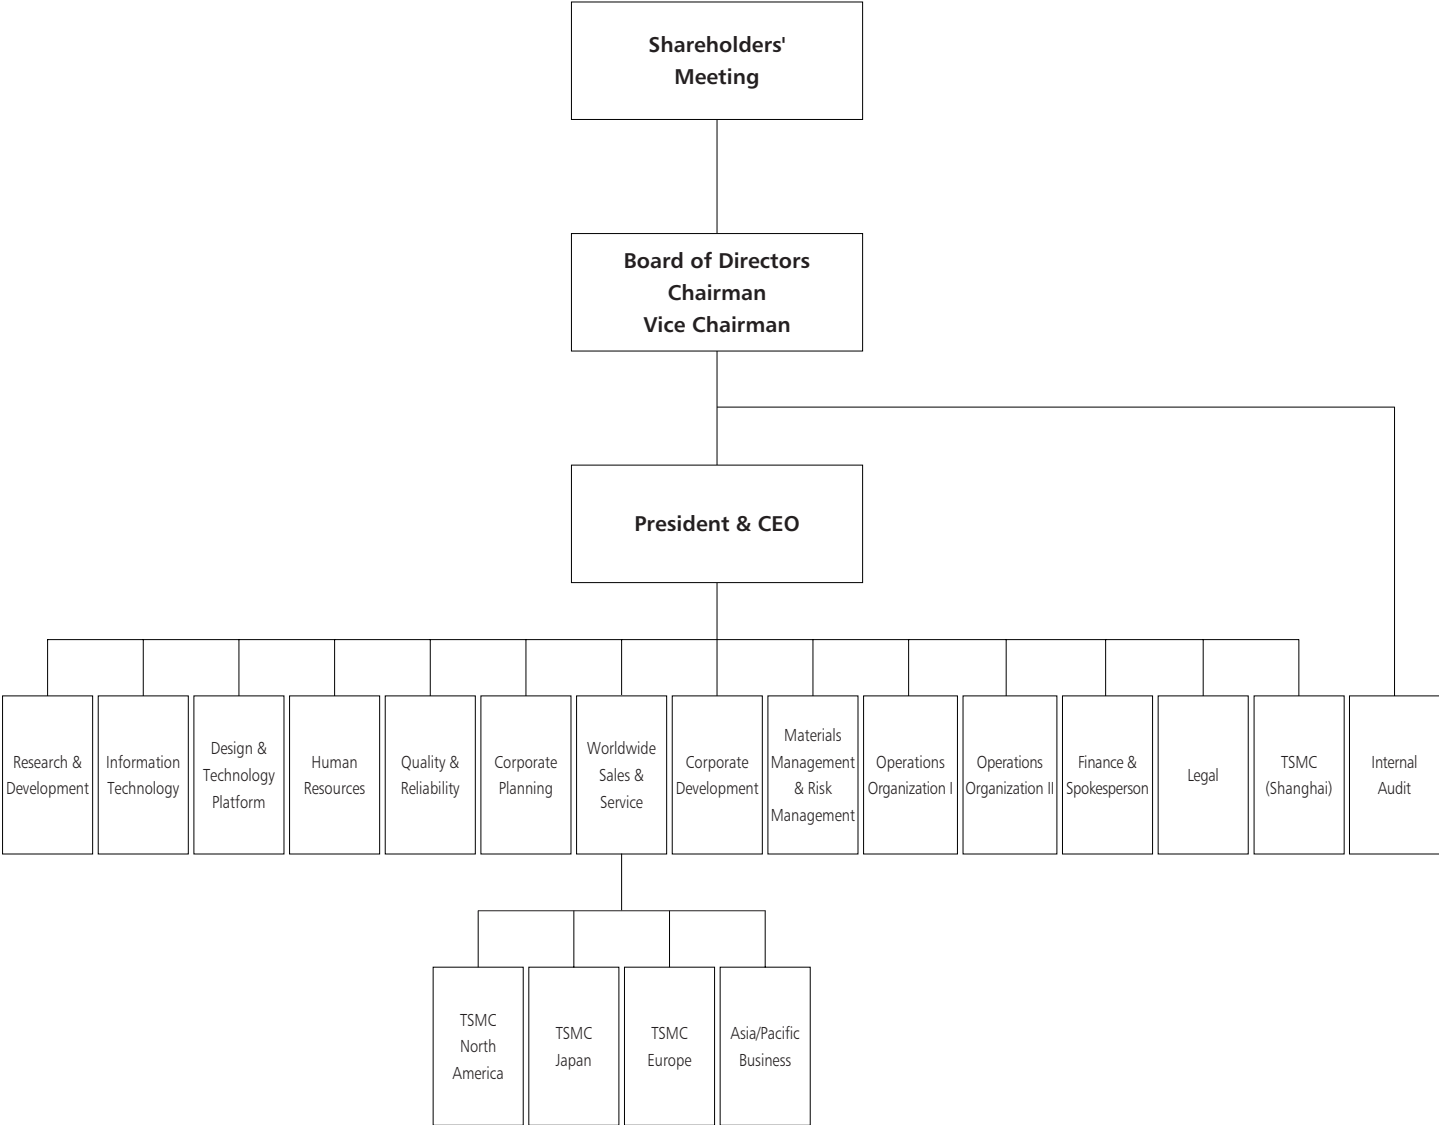 Shareholders'
Meeting
Board of Directors
Chairman
Vice Chairman
President & CEO
Research &
Development
Information
Technology
Design &
Technology
Platform
Human
Resources
Quality &
Reliability
Corporate
Planning
Worldwide
Sales &
Service
Corporate
Development
Materials
Management
& Risk
Management
Operations
Organization I
Operations
Organization II
Finance &
Spokesperson
Legal
TSMC
(Shanghai)
Internal
Audit
TSMC
North
America
TSMC
Japan
TSMC
Europe
Asia/Pacific
Business